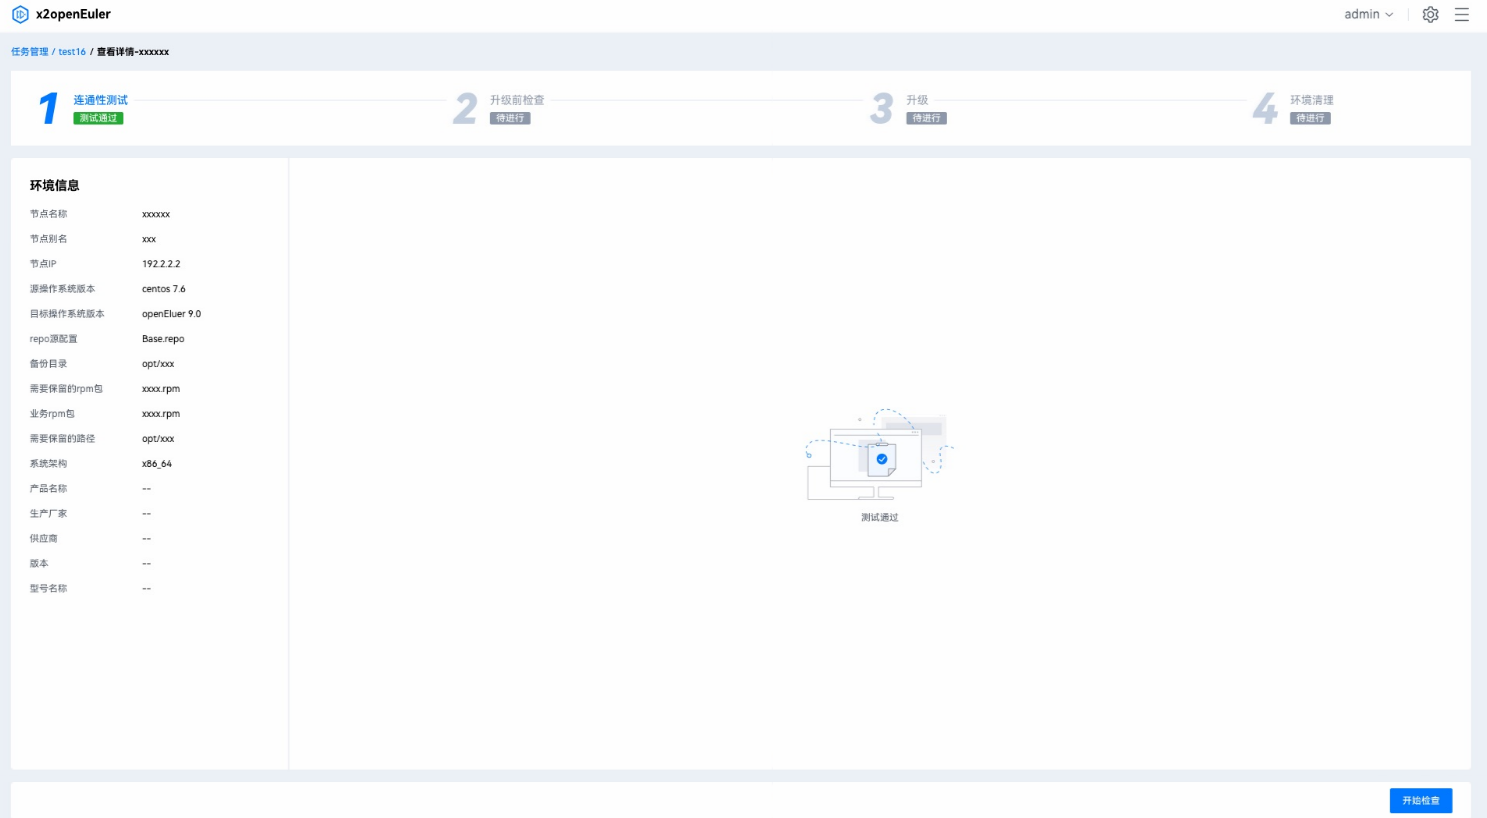 x2openEuler
admin
任务管理 / test16 / 查看详情-xxxxxx
1 连通性测试
测试通过
2 升级前检查
待进行
3 升级
待进行
4 环境清理
待进行
环境信息
节点名称 xxxxxx
节点别名 xxx
节点IP 192.2.2.2
源操作系统版本 centos 7.6
目标操作系统版本 openEluer 9.0
repo源配置 Base.repo
备份目录 opt/xxx
需要保留的rpm包 xxxx.rpm
业务rpm包 xxxx.rpm
需要保留的路径 opt/xxx
系统架构 x86_64
产品名称 --
生产厂家 --
供应商 --
版本 --
型号名称 --
测试通过
开始检查